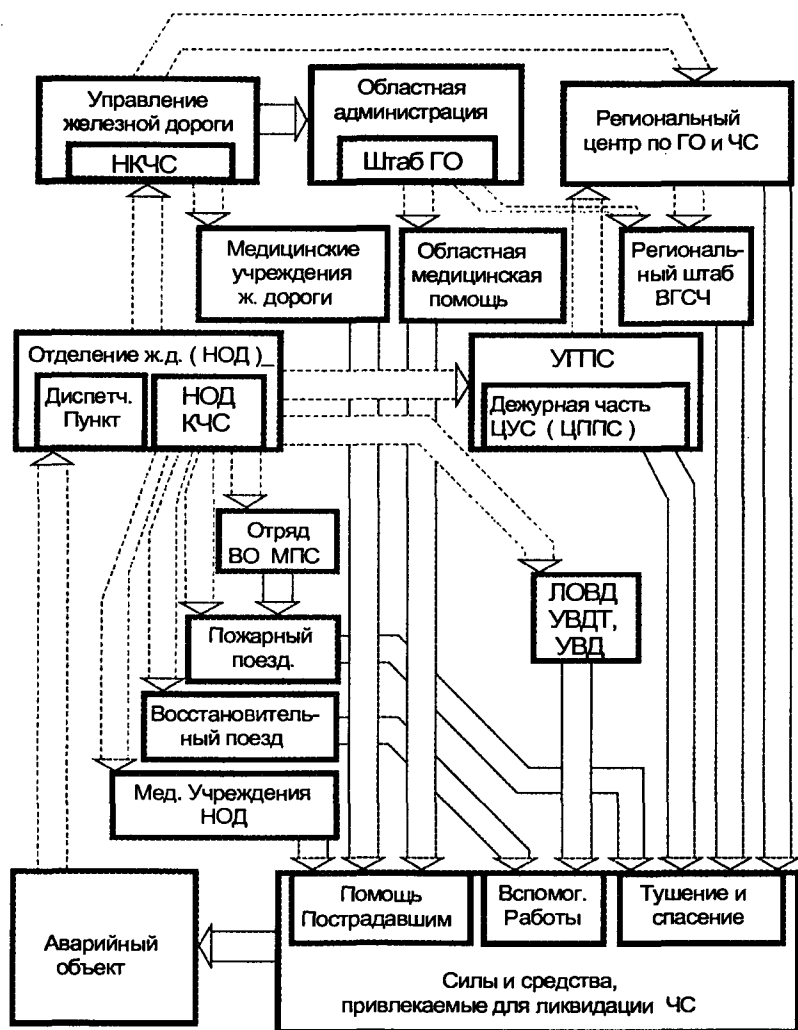 Управление
железной дороги
НКЧС
Областная
администрация
Штаб ГО
Региональный
центр по ГО и ЧС
Медицинские
учреждения
ж. дороги
Областная
медицинская
помощь
Региональ-
ный штаб
ВГСЧ
Отделение ж.д. ( НОД )_
Диспетч.
Пункт
НОД
КЧС
УГПС
Дежурная часть
ЦУС ( ЦППС )
Отряд
ВО МПС
ЛОВД
УВДТ,
УВД
Пожарный
поезд.
Восстановитель-
ный поезд
Мед. Учреждения
НОД
Аварийный
объект
Помощь
Пострадавшим
Вспомог.
Работы
Тушение и
спасение
Силы и средства,
привлекаемые для ликвидации ЧС